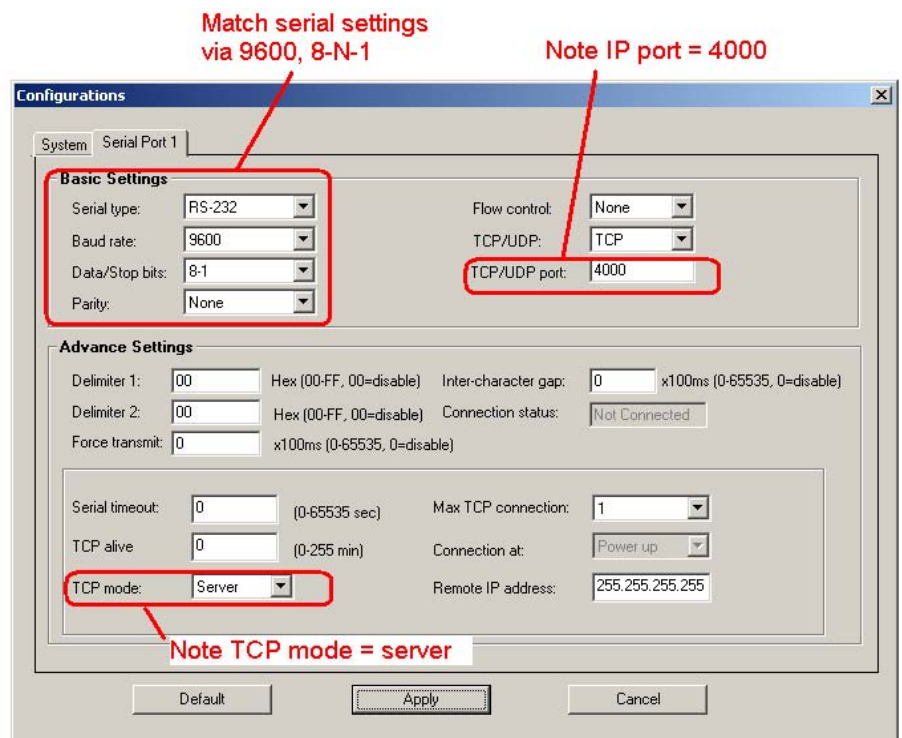 Match serial settings
via 9600, 8-N-1
Note IP port = 4000
Configurations
System
Serial Port 1
Basic Settings
Serial type:
RS-232
Flow control:
None
Baud rate:
9600
TCP/UDP:
TCP
Data/Stop bits:
8-1
TCP/UDP port:
4000
Parity:
None
Advance Settings
Delimiter 1:
00
Hex (00-FF, 00=disable)
Inter-character gap:
0
x100ms (0-65535, 0=disable)
Delimiter 2:
00
Hex (00-FF, 00=disable)
Connection status:
Not Connected
Force transmit:
0
x100ms (0-65535, 0=disable)
Serial timeout:
0
(0-65535 sec)
Max TCP connection:
1
TCP alive
0
(0-255 min)
Connection at:
Power up
TCP mode:
Server
Remote IP address:
255.255.255.255
Note TCP mode = server
Default
Apply
Cancel